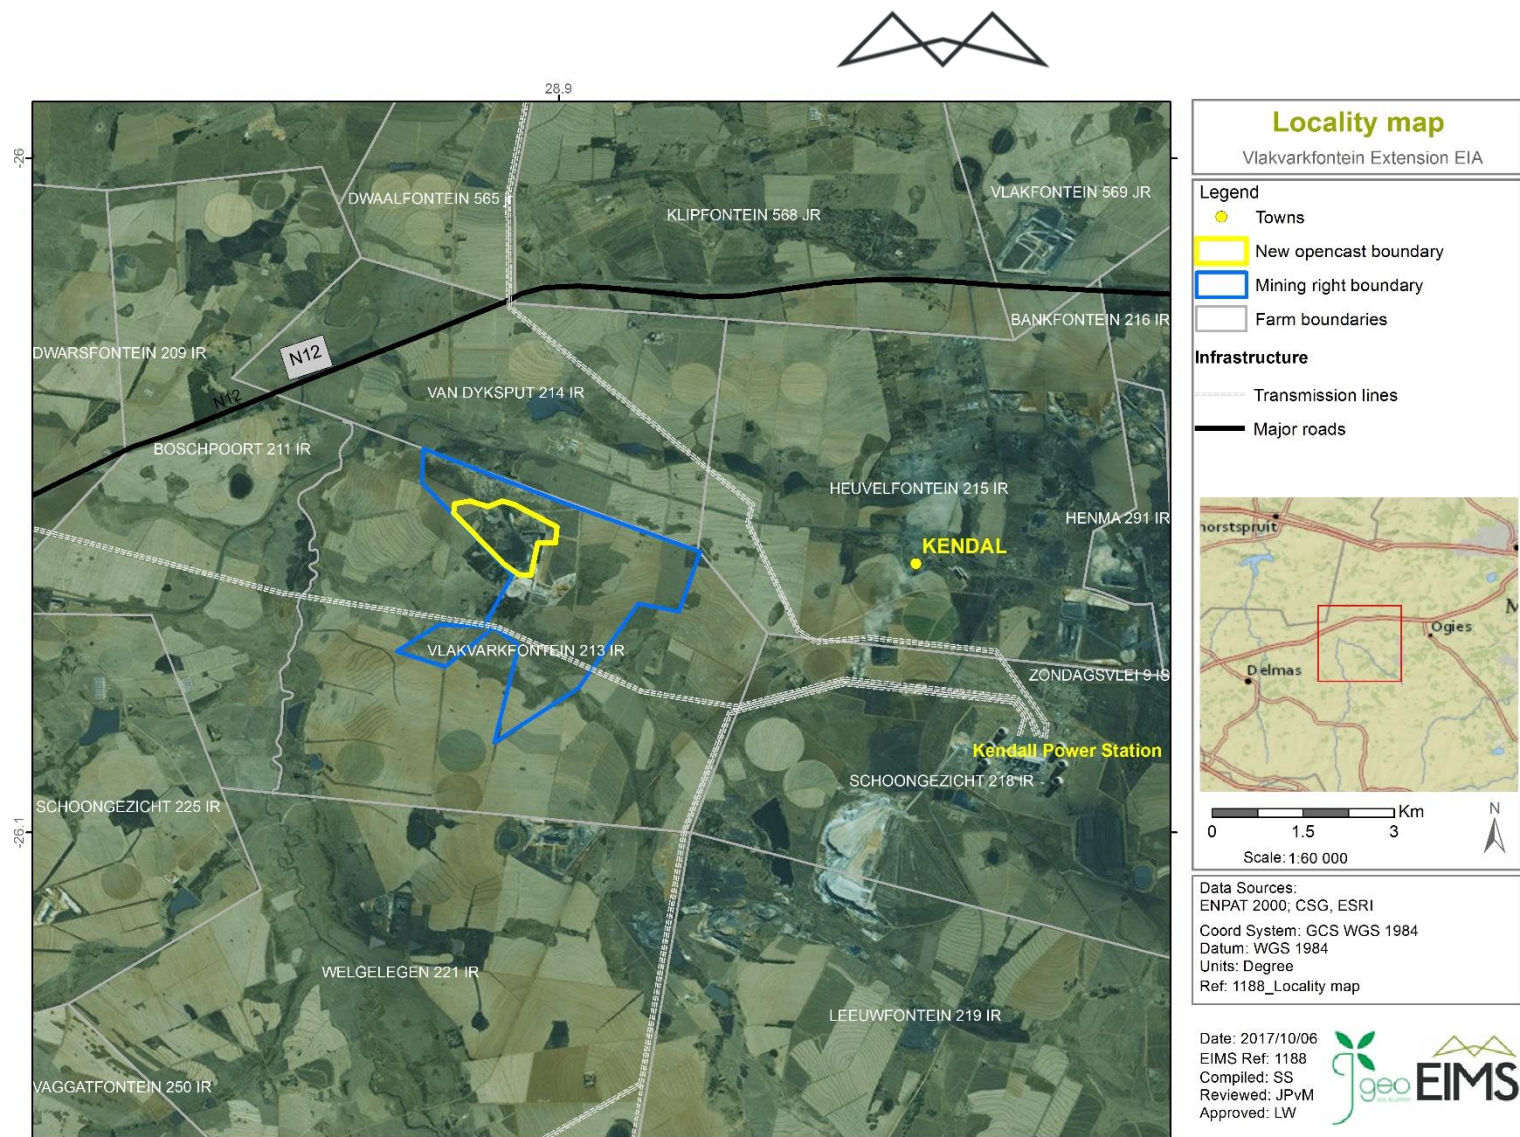 28.9
-26
-26.1
DWAALFONTEIN 565
KLIPFONTEIN 568 JR
VLAKFONTEIN 569 JR
BANKFONTEIN 216 IR
DWARSFONTEIN 209 IR
N12
N12
VAN DYKSPUT 214 IR
BOSCHPOORT 211 IR
HEUVELFONTEIN 215 IR
HENMA 291 IR
KENDAL
VLAKVARKFONTEIN 213 IR
ZONDAGSVLEI 9 IS
Kendall Power Station
SCHOONGEZICHT 218 IR
SCHOONGEZICHT 225 IR
WELGELEGEN 221 IR
LEEUWFONTEIN 219 IR
VAGGATFONTEIN 250 IR
Locality map
Vlakvarkfontein Extension EIA
Legend
Towns
New opencast boundary
Mining right boundary
Farm boundaries
Infrastructure
Transmission lines
Major roads
horstspruit
M
Ogies
Delmas
Km
0 1.5 3
N
Scale: 1:60 000
Data Sources:
ENPAT 2000; CSG, ESRI
Coord System: GCS WGS 1984
Datum: WGS 1984
Units: Degree
Ref: 1188_Locality map
Date: 2017/10/06
EIMS Ref: 1188
Compiled: SS
Reviewed: JPvM
Approved: LW
geo
EIMS